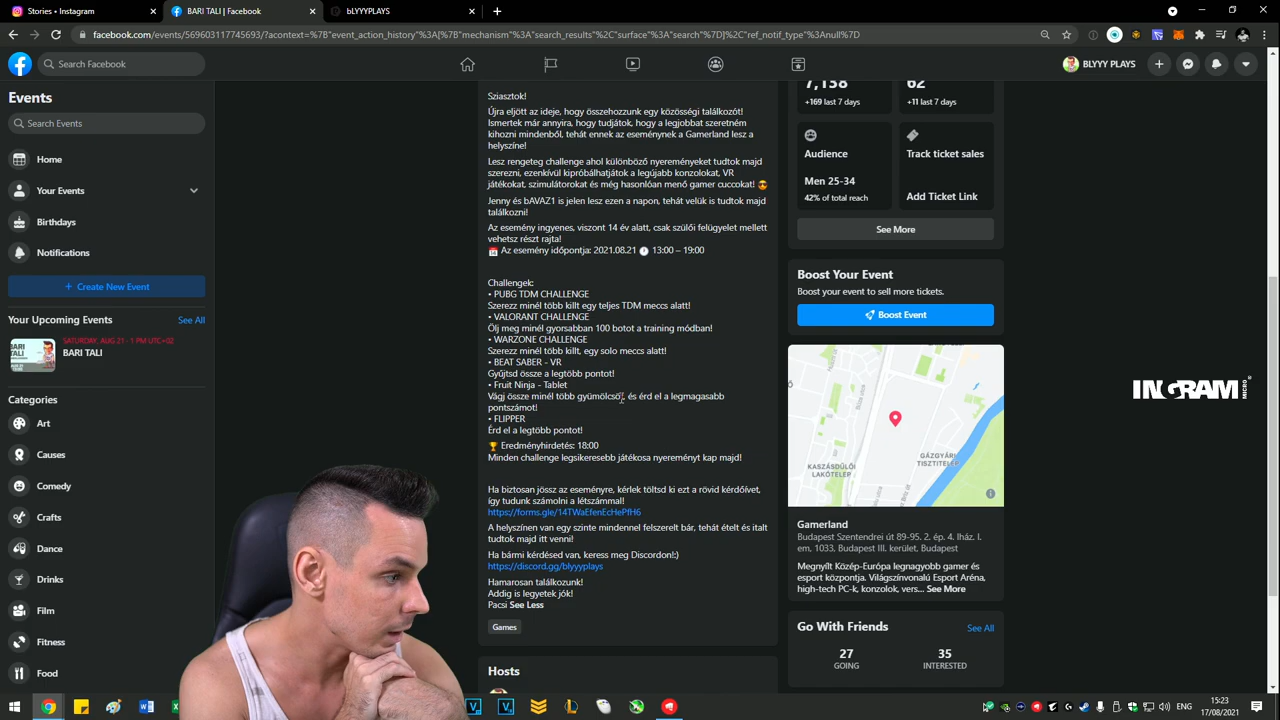 Stories • Instagram
BARI TALI | Facebook
bLYYYPLAYS
facebook.com/events/569603117745693/?acontext=%7B"event_action_history"%3A[%7B"mechanism"%3A"search_results"%2C"surface"%3A"search"%7D]%2C"ref_notif_type"%3Anull%7D
Search Facebook
BLYYY PLAYS
Events
Search Events
Home
Your Events
Birthdays
Notifications
+ Create New Event
Your Upcoming Events
See All
SATURDAY, AUG 21 - 1 PM UTC+02
BARI TALI
Categories
Art
Causes
Comedy
Crafts
Dance
Drinks
Film
Fitness
Food
Sziasztok!
Újra eljött az ideje, hogy összehozzunk egy közösségi találkozót!
Ismertek már annyira, hogy tudjátok, hogy a legjobbat szeretném
kihozni mindenből, tehát ennek az eseménynek a Gamerland lesz a
helyszíne!
Lesz rengeteg challenge ahol különböző nyereményeket tudtok majd
szerezni, ezenkívül kipróbálhatjátok a legújabb konzolokat, VR
játékokat, szimulátorokat és még hasonlóan menő gamer cuccokat! 😎
Jenny és bAVAZ1 is jelen lesz ezen a napon, tehát velük is tudtok majd
találkozni!
Az esemény ingyenes, viszont 14 év alatt, csak szülői felügyelet mellett
vehetsz részt rajta!
📅 Az esemény időpontja: 2021.08.21 🕐 13:00 – 19:00
Challengek:
• PUBG TDM CHALLENGE
Szerezz minél több killt egy teljes TDM meccs alatt!
• VALORANT CHALLENGE
Ölj meg minél gyorsabban 100 botot a training módban!
• WARZONE CHALLENGE
Szerezz minél több killt, egy solo meccs alatt!
• BEAT SABER - VR
Gyűjtsd össze a legtöbb pontot!
• Fruit Ninja - Tablet
Vágj össze minél több gyümölcsöt, és érd el a legmagasabb
pontszámot!
• FLIPPER
Érd el a legtöbb pontot!
🏆 Eredményhirdetés: 18:00
Minden challenge legsikeresebb játékosa nyereményt kap majd!
Ha biztosan jössz az eseményre, kérlek töltsd ki ezt a rövid kérdőívet,
így tudunk számolni a létszámmal!
https://forms.gle/14TWaEfenEcHePfH6
A helyszínen van egy szinte mindennel felszerelt bár, tehát ételt és italt
tudtok majd itt venni!
Ha bármi kérdésed van, keress meg Discordon!:)
https://discord.gg/blyyyplays
Hamarosan találkozunk!
Addig is legyetek jók!
Pacsi See Less
Games
Hosts
7,138
+169 last 7 days
62
+11 last 7 days
Audience
Men 25-34
42% of total reach
Track ticket sales
Add Ticket Link
See More
Boost Your Event
Boost your event to sell more tickets.
Boost Event
KASZÁSDŰLŐI
LAKÓTELEP
GÁZGYÁRI
TISZTITELEP
Gamerland
Budapest Szentendrei út 89-95. 2. ép. 4. lház. I.
em, 1033, Budapest III. kerület, Budapest
Megnyílt Közép-Európa legnagyobb gamer és
esport központja. Világszínvonalú Esport Aréna,
high-tech PC-k, konzolok, vers... See More
Go With Friends
See All
27
GOING
35
INTERESTED
INGRAM
MICRO
15:23
17/08/2021